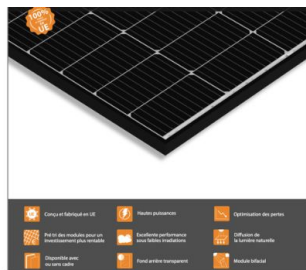 100%
UE
Conçu et fabriqué en UE
Hautes puissances
Optimisation des pertes
Pré tri des modules pour un
investissement plus rentable
Excellente performance
sous faibles irradiations
Diffusion de
la lumière naturelle
Disponible avec
ou sans cadre
Fond arrière transparent
Module bifacial